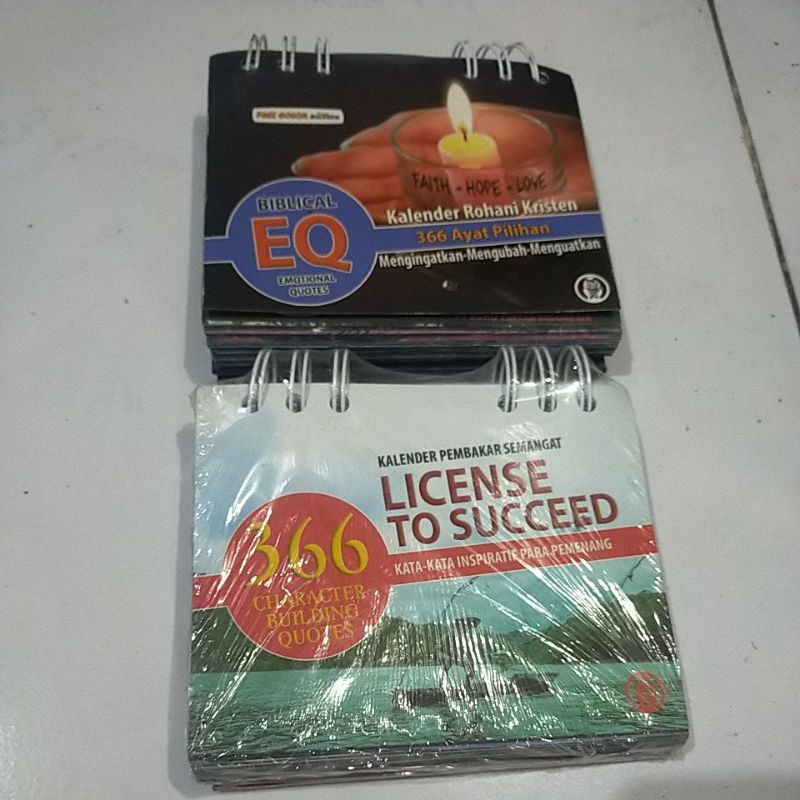 FULL COLOR edition
FAITH - HOPE - LOVE
BIBLICAL
EQ
EMOTIONAL
QUOTES
Kalender Rohani Kristen
366 Ayat Pilihan
Mengingatkan-Mengubah-Menguatkan
KALENDER PEMBAKAR SEMANGAT
LICENSE
TO SUCCEED
KATA-KATA INSPIRATIF PARA PEMENANG
366
CHARACTER
BUILDING
QUOTES